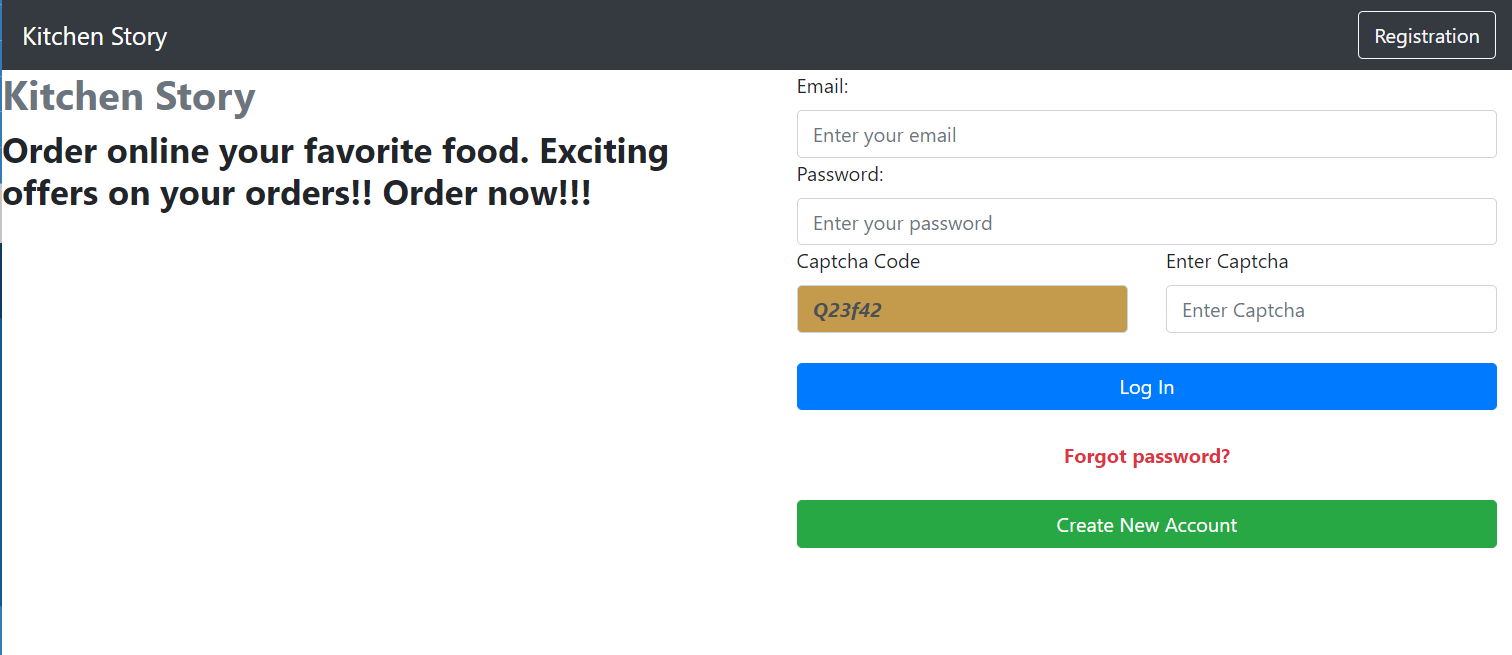 Kitchen Story
Registration
Kitchen Story
Order online your favorite food. Exciting
offers on your orders!! Order now!!!
Email:
Enter your email
Password:
Enter your password
Captcha Code
Enter Captcha
Q23f42
Enter Captcha
Log In
Forgot password?
Create New Account